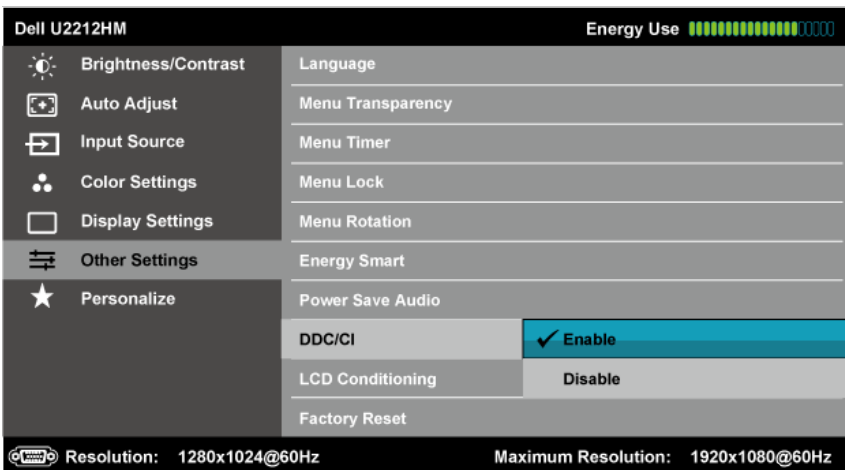 Dell U2212HM
Energy Use
Brightness/Contrast
Auto Adjust
Input Source
Color Settings
Display Settings
Other Settings
Personalize
Language
Menu Transparency
Menu Timer
Menu Lock
Menu Rotation
Energy Smart
Power Save Audio
DDC/CI
Enable
LCD Conditioning
Disable
Factory Reset
Resolution: 1280x1024@60Hz
Maximum Resolution: 1920x1080@60Hz